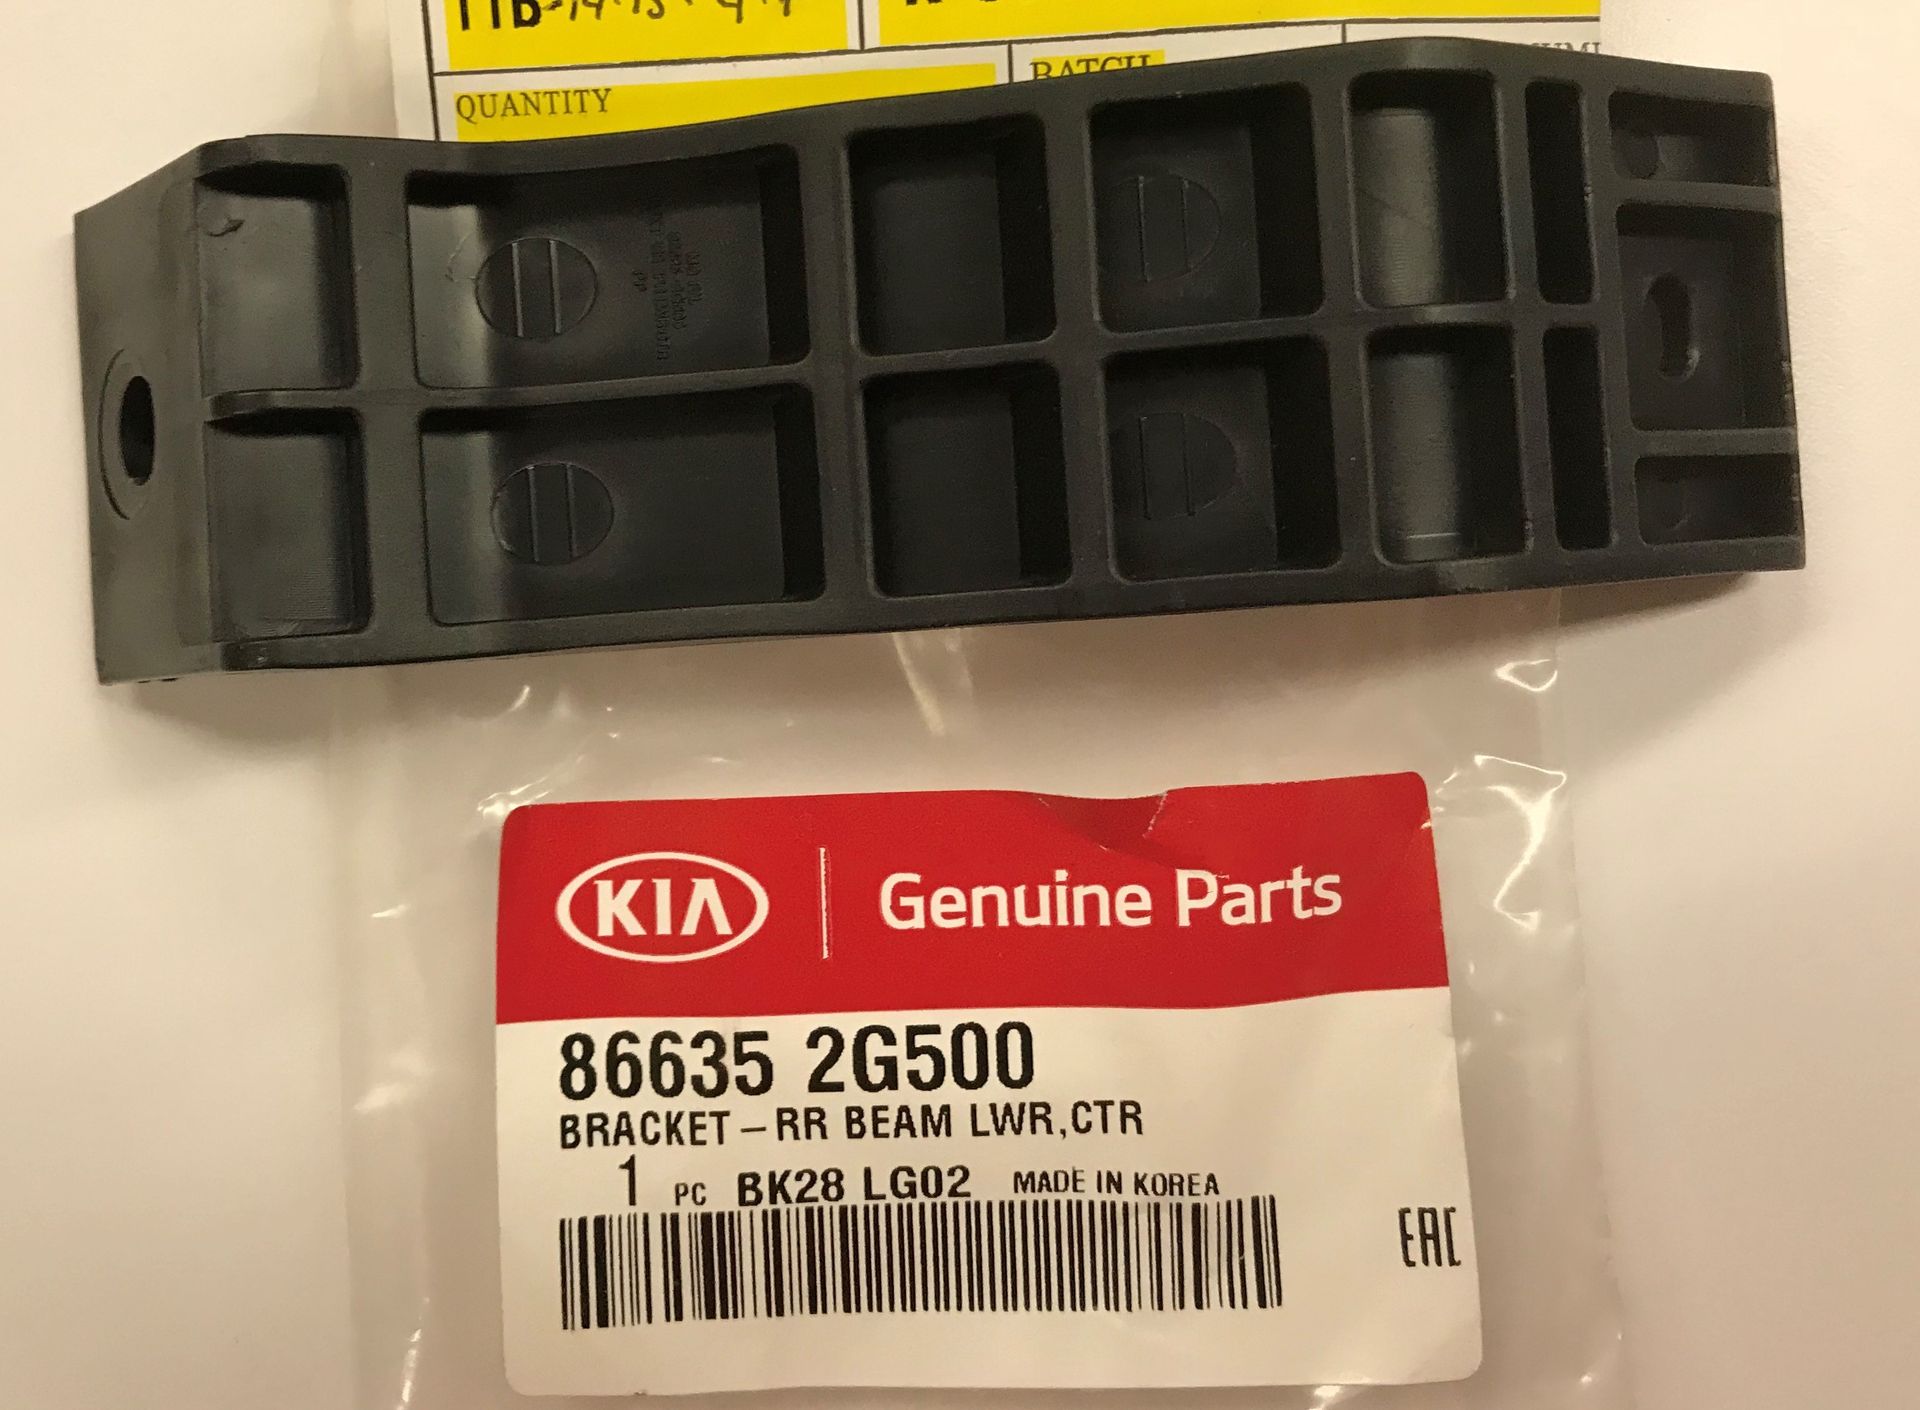 QUANTITY
BATCH
PP
KIA
Genuine Parts
86635 2G500
BRACKET-RR BEAM LWR,CTR
1 PC BK28 LG02 MADE IN KOREA
EAC